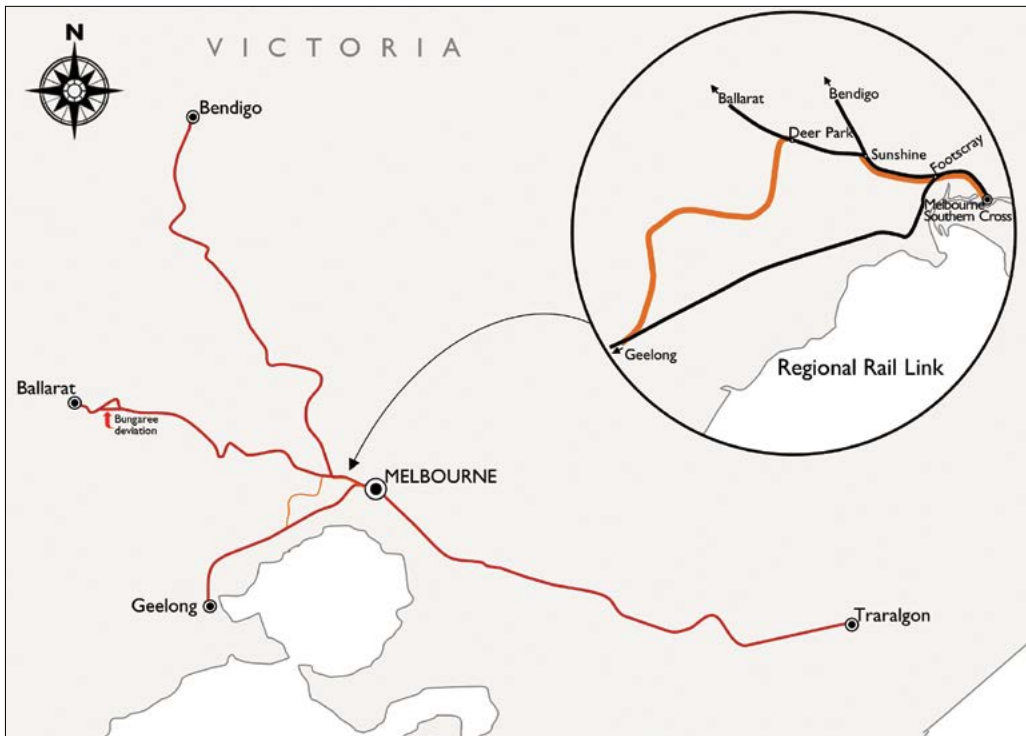 N
VICTORIA
Bendigo
Ballarat
Bungaree
deviation
MELBOURNE
Geelong
Traralgon
Ballarat
Bendigo
Deer Park
Sunshine
Footscray
Melbourne
Southern Cross
Geelong
Regional Rail Link